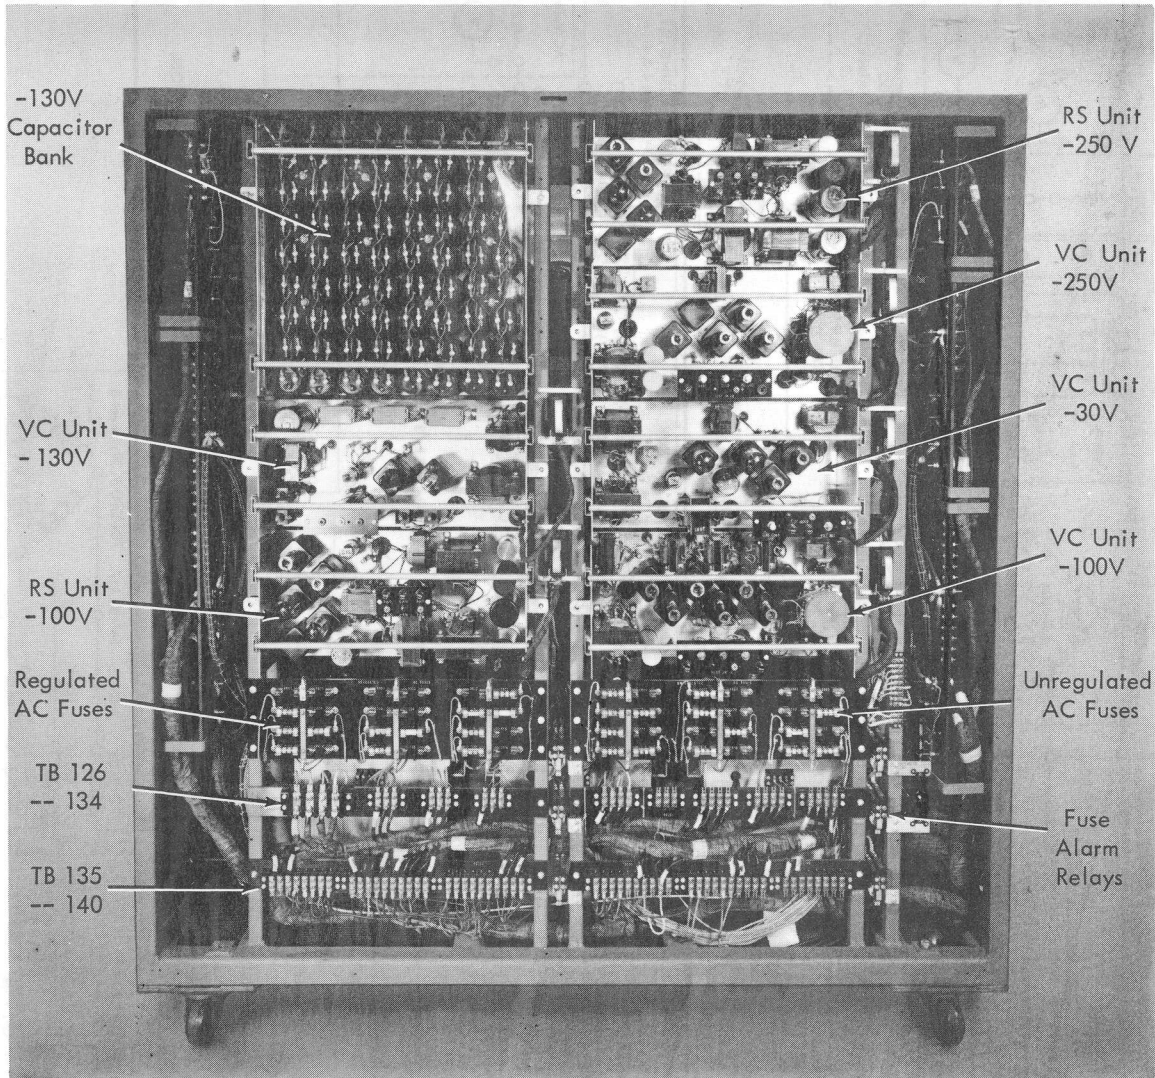 -130V
Capacitor
Bank
VC Unit
-130V
RS Unit
-100V
Regulated
AC Fuses
TB 126
-- 134
TB 135
-- 140
RS Unit
-250 V
VC Unit
-250V
VC Unit
-30V
VC Unit
-100V
Unregulated
AC Fuses
Fuse
Alarm
Relays